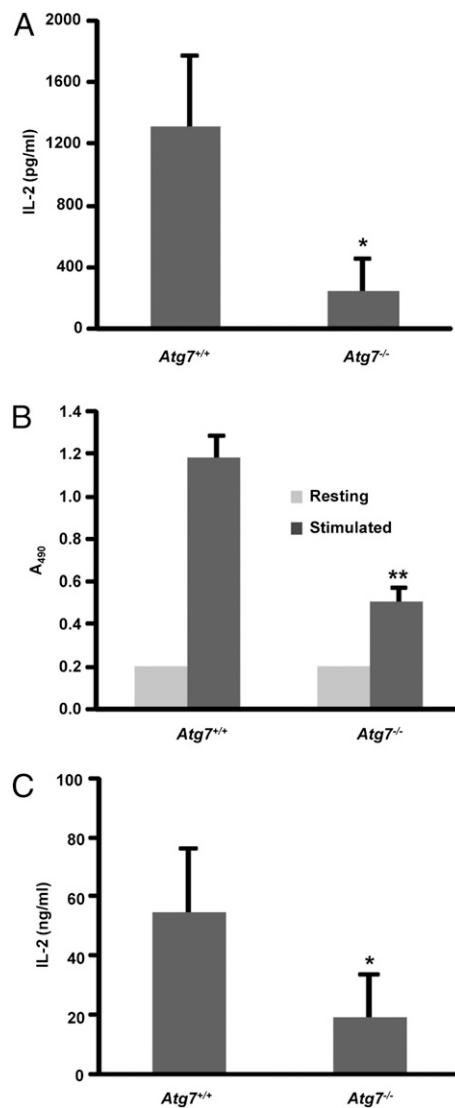 A
IL-2 (pg/ml)
2000
1600
1200
800
400
0
*
Atg7+/+
Atg7-/-
B
A490
1.4
1.2
1.0
0.8
0.6
0.4
0.2
0.0
Resting
Stimulated
**
Atg7+/+
Atg7-/-
C
IL-2 (ng/ml)
100
80
60
40
20
0
*
Atg7+/+
Atg7-/-